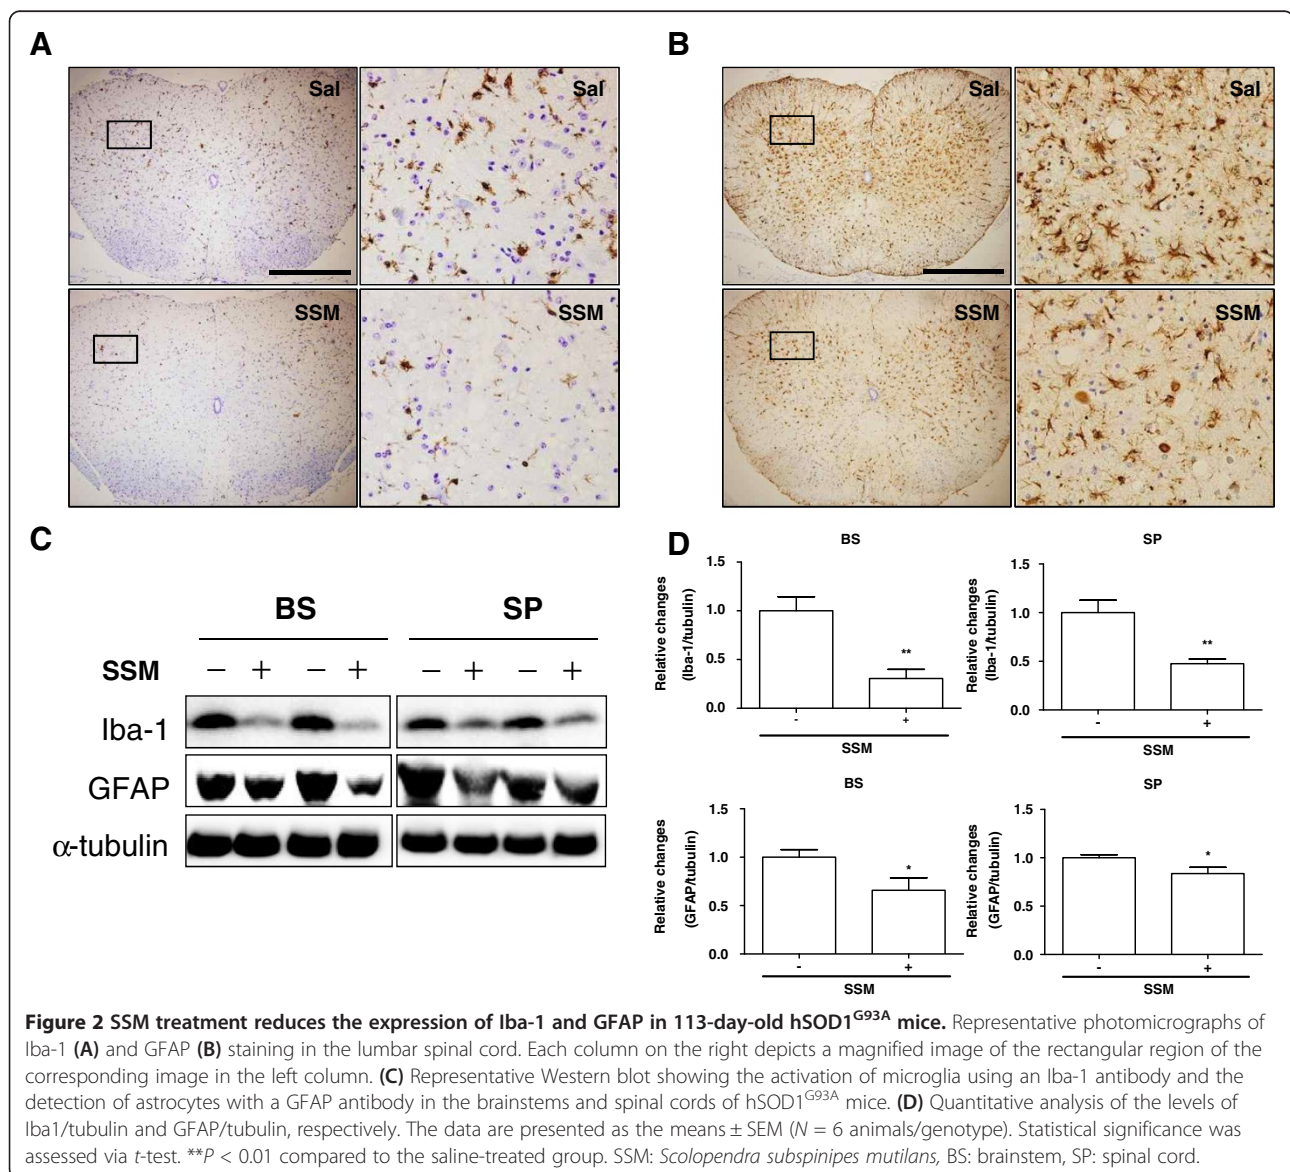 A
B
Sal
Sal
Sal
Sal
SSM
SSM
SSM
SSM
C
BS
SP
SSM
− + − +
− + − +
Iba-1
GFAP
α-tubulin
D
BS
Relative changes
(Iba-1/tubulin)
1.5
1.0
0.5
0.0
**
- +
SSM
SP
Relative changes
(Iba-1/tubulin)
1.5
1.0
0.5
0.0
**
- +
SSM
BS
Relative changes
(GFAP/tubulin)
1.5
1.0
0.5
0.0
*
- +
SSM
SP
Relative changes
(GFAP/tubulin)
1.5
1.0
0.5
0.0
*
- +
SSM
Figure 2 SSM treatment reduces the expression of Iba-1 and GFAP in 113-day-old hSOD1G93A mice. Representative photomicrographs of
Iba-1 (A) and GFAP (B) staining in the lumbar spinal cord. Each column on the right depicts a magnified image of the rectangular region of the
corresponding image in the left column. (C) Representative Western blot showing the activation of microglia using an Iba-1 antibody and the
detection of astrocytes with a GFAP antibody in the brainstems and spinal cords of hSOD1G93A mice. (D) Quantitative analysis of the levels of
Iba1/tubulin and GFAP/tubulin, respectively. The data are presented as the means ± SEM (N = 6 animals/genotype). Statistical significance was
assessed via t-test. **P < 0.01 compared to the saline-treated group. SSM: Scolopendra subspinipes mutilans, BS: brainstem, SP: spinal cord.